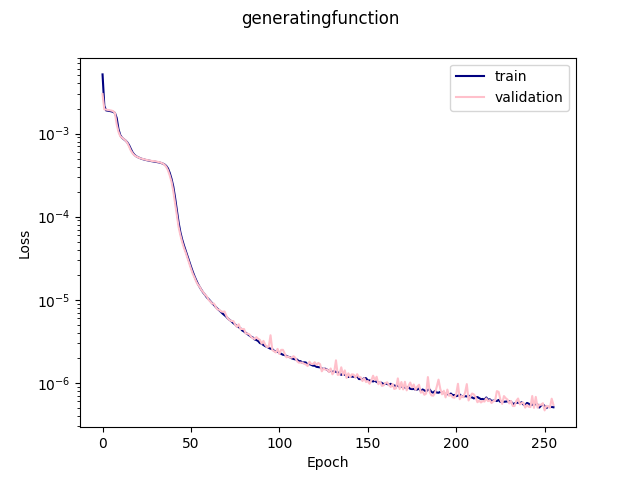 generatingfunction
train
validation
10⁻³
10⁻⁴
10⁻⁵
10⁻⁶
Loss
0 50 100 150 200 250
Epoch